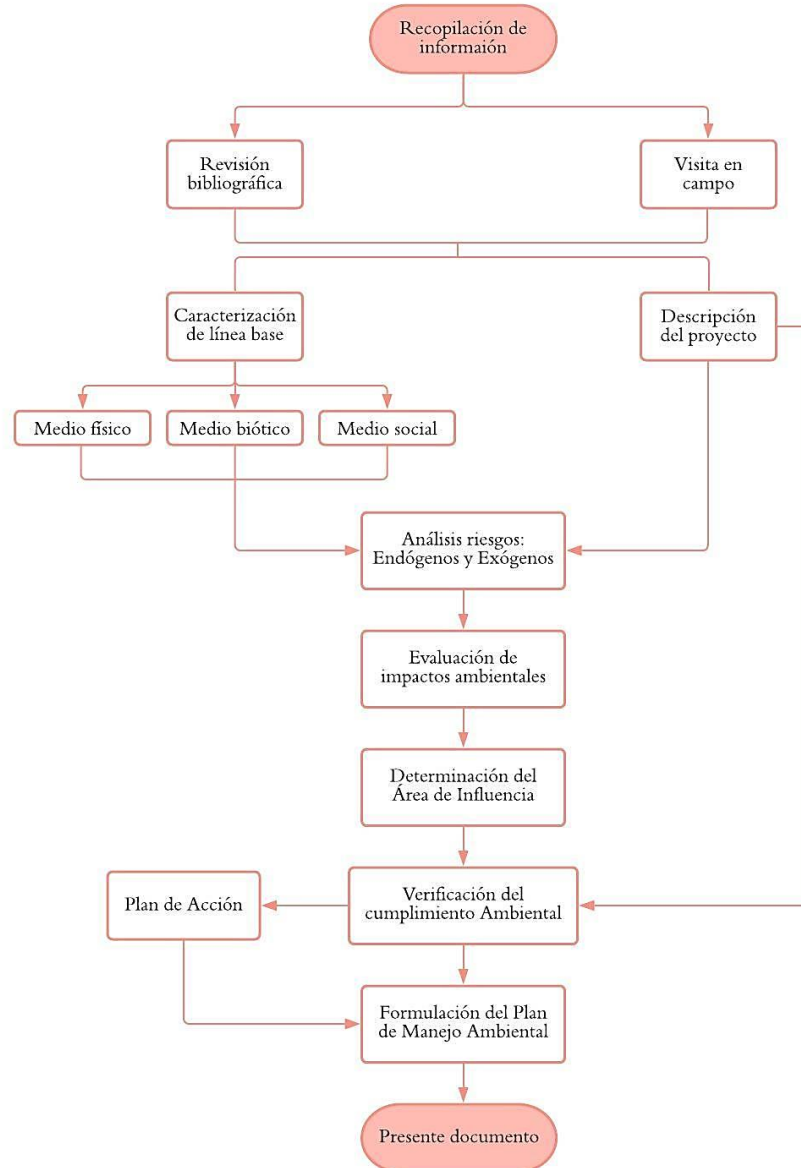 Recopilación de
informaión
Revisión
bibliográfica
Visita en
campo
Caracterización
de línea base
Descripción
del proyecto
Medio físico
Medio biótico
Medio social
Análisis riesgos:
Endógenos y Exógenos
Evaluación de
impactos ambientales
Determinación del
Área de Influencia
Plan de Acción
Verificación del
cumplimiento Ambiental
Formulación del Plan
de Manejo Ambiental
Presente documento